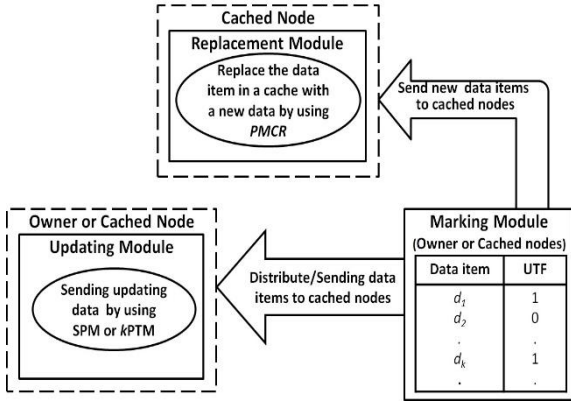 Cached Node
Replacement Module
Replace the data
item in a cache with
a new data by using
PMCR
Send new data items
to cached nodes
Owner or Cached Node
Updating Module
Sending updating
data by using
SPM or kPTM
Distribute/Sending data
items to cached nodes
Marking Module
(Owner or Cached nodes)
Data item UTF
d1 1
d2 0
. .
dk 1
. .